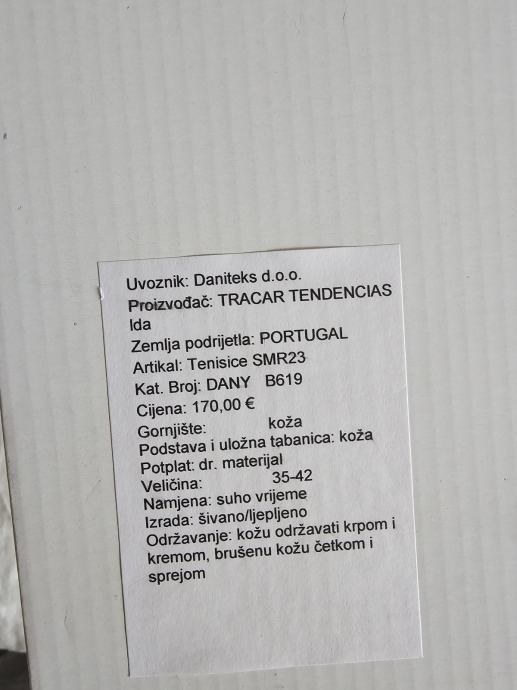 Uvoznik: Daniteks d.o.o.
Proizvođač: TRACAR TENDENCIAS
lda
Zemlja podrijetla: PORTUGAL
Artikal: Tenisice SMR23
Kat. Broj: DANY B619
Cijena: 170,00 €
Gornjište: koža
Podstava i uložna tabanica: koža
Potplat: dr. materijal
Veličina: 35-42
Namjena: suho vrijeme
Izrada: šivano/ljepljeno
Održavanje: kožu održavati krpom i
kremom, brušenu kožu četkom i
sprejom